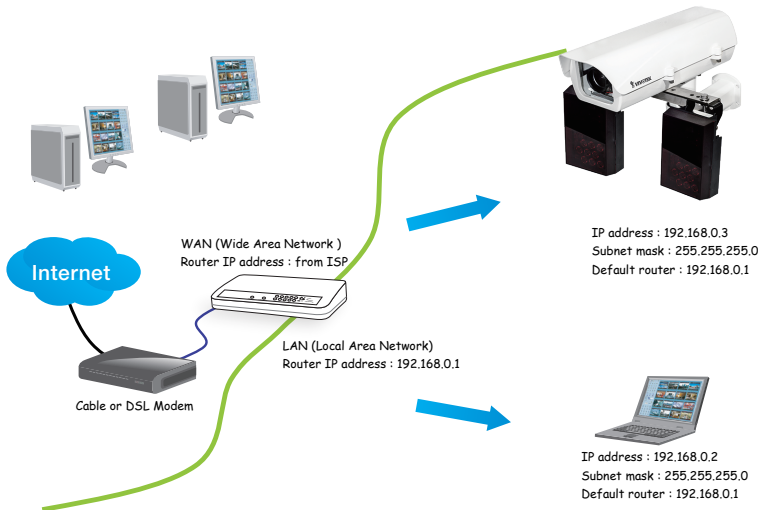 VIVOTEK
IP address : 192.168.0.3
Subnet mask : 255.255.255.0
Default router : 192.168.0.1
WAN (Wide Area Network )
Router IP address : from ISP
Internet
LAN (Local Area Network)
Router IP address : 192.168.0.1
Cable or DSL Modem
IP address : 192.168.0.2
Subnet mask : 255.255.255.0
Default router : 192.168.0.1